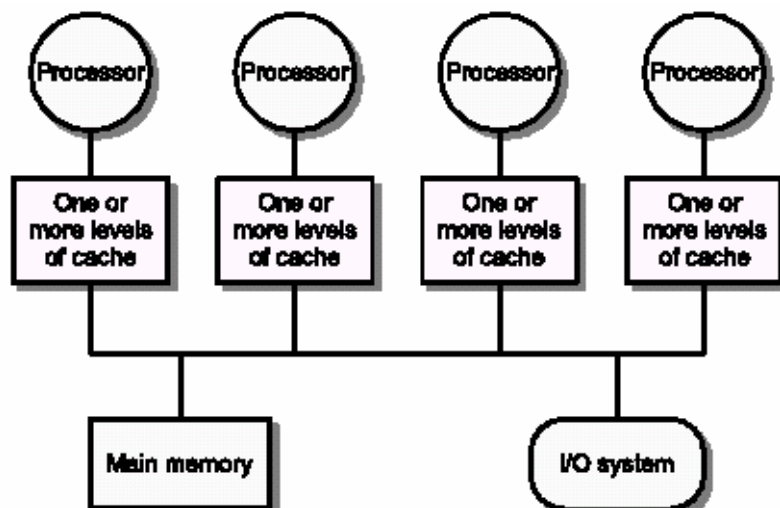 Processor
Processor
Processor
Processor
One or
more levels
of cache
One or
more levels
of cache
One or
more levels
of cache
One or
more levels
of cache
Main memory
I/O system